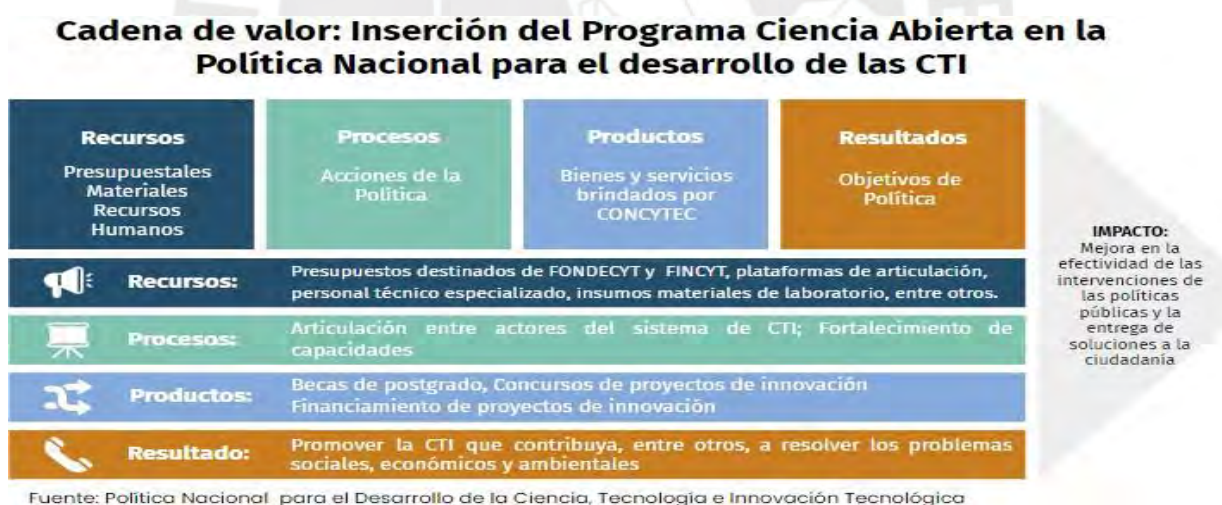 Cadena de valor: Inserción del Programa Ciencia Abierta en la
Política Nacional para el desarrollo de las CTI
Recursos
Presupuestales
Materiales
Recursos
Humanos
Procesos
Acciones de la
Política
Productos
Bienes y servicios
brindados por
CONCYTEC
Resultados
Objetivos de
Política
Recursos:
Presupuestos destinados de FONDECYT y FINCYT, plataformas de articulación,
personal técnico especializado, insumos materiales de laboratorio, entre otros.
Procesos:
Articulación entre actores del sistema de CTI; Fortalecimiento de
capacidades
Productos:
Becas de postgrado, Concursos de proyectos de innovación
Financiamiento de proyectos de innovación
Resultado:
Promover la CTI que contribuya, entre otros, a resolver los problemas
sociales, económicos y ambientales
IMPACTO:
Mejora en la
efectividad de las
intervenciones de
las políticas
públicas y la
entrega de
soluciones a la
ciudadanía
Fuente: Política Nacional para el Desarrollo de la Ciencia, Tecnología e Innovación Tecnológica